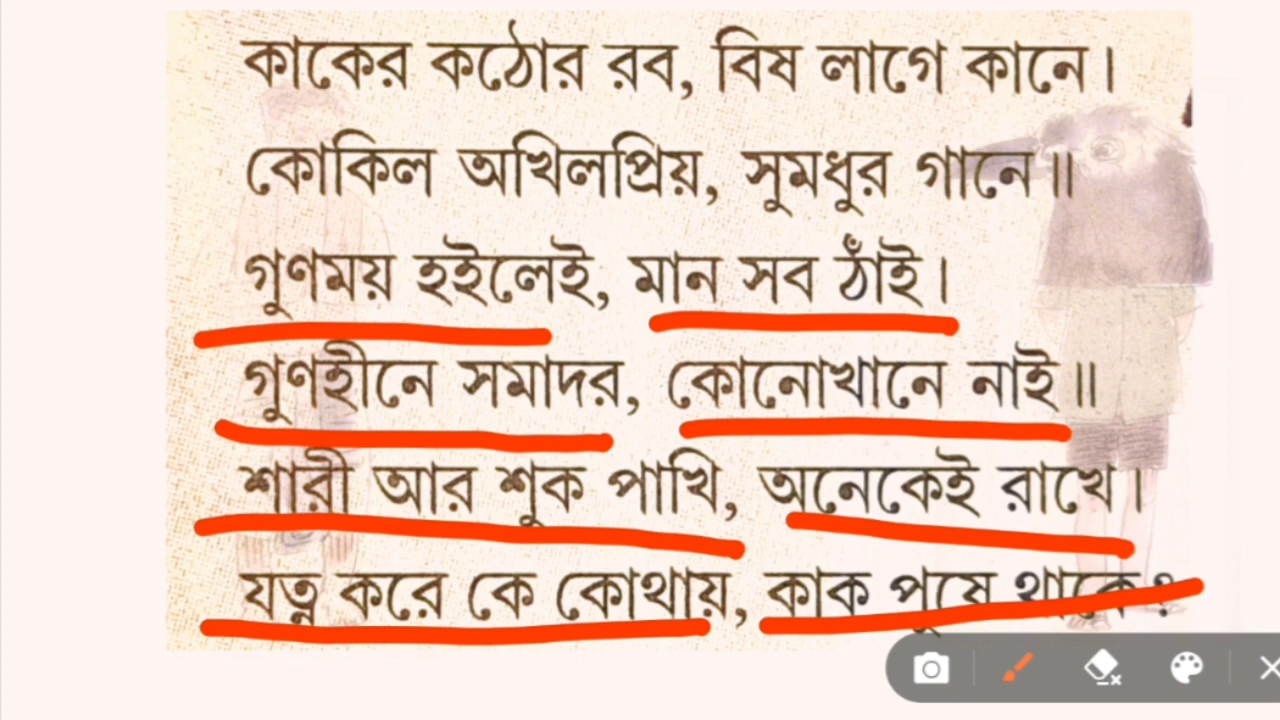 কাকের কঠোর রব, বিষ লাগে কানে।
কোকিল অখিলপ্রিয়, সুমধুর গানে॥
গুণময় হইলেই, মান সব ঠাঁই।
গুণহীনে সমাদর, কোনোখানে নাই॥
শারী আর শুক পাখি, অনেকেই রাখে।
যত্ন করে কে কোথায়, কাক পুষে থাকে?